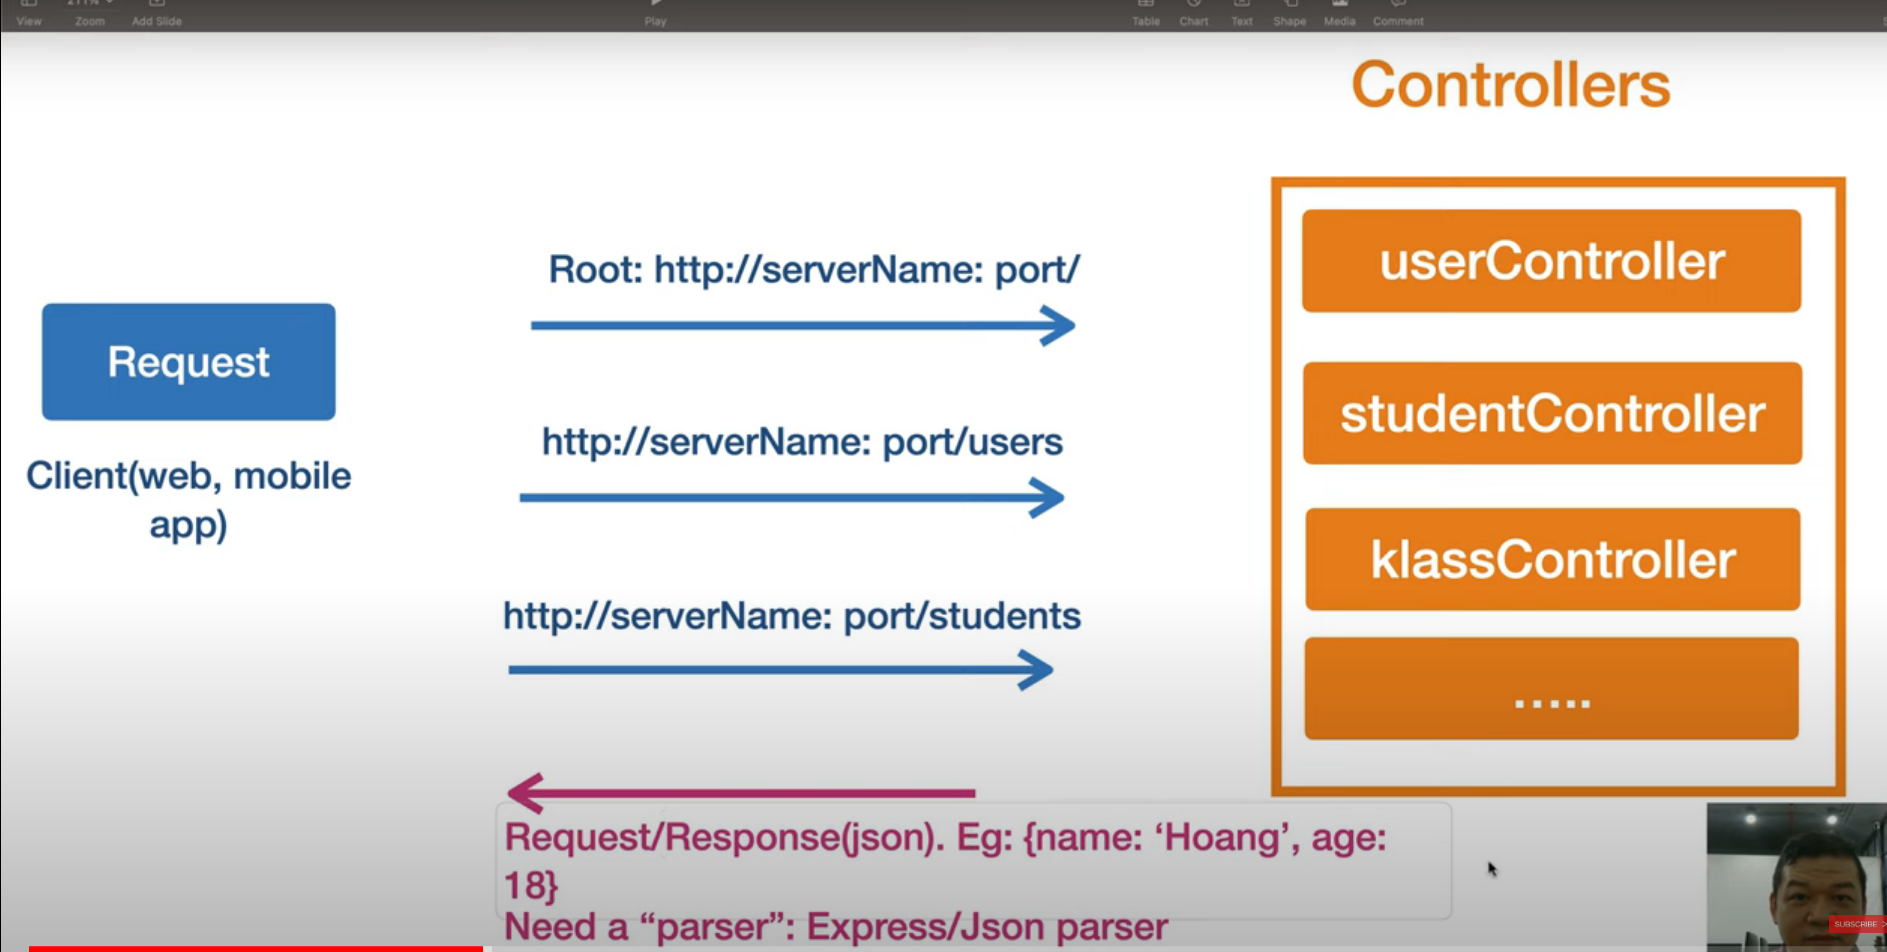 View
Zoom
Add Slide
Play
Table
Chart
Text
Shape
Media
Comment
Controllers
userController
Root: http://serverName: port/
Request
studentController
http://serverName: port/users
Client(web, mobile
app)
klassController
http://serverName: port/students
.....
Request/Response(json). Eg: {name: ‘Hoang’, age:
18}
Need a “parser”: Express/Json parser
SUBSCRIBE